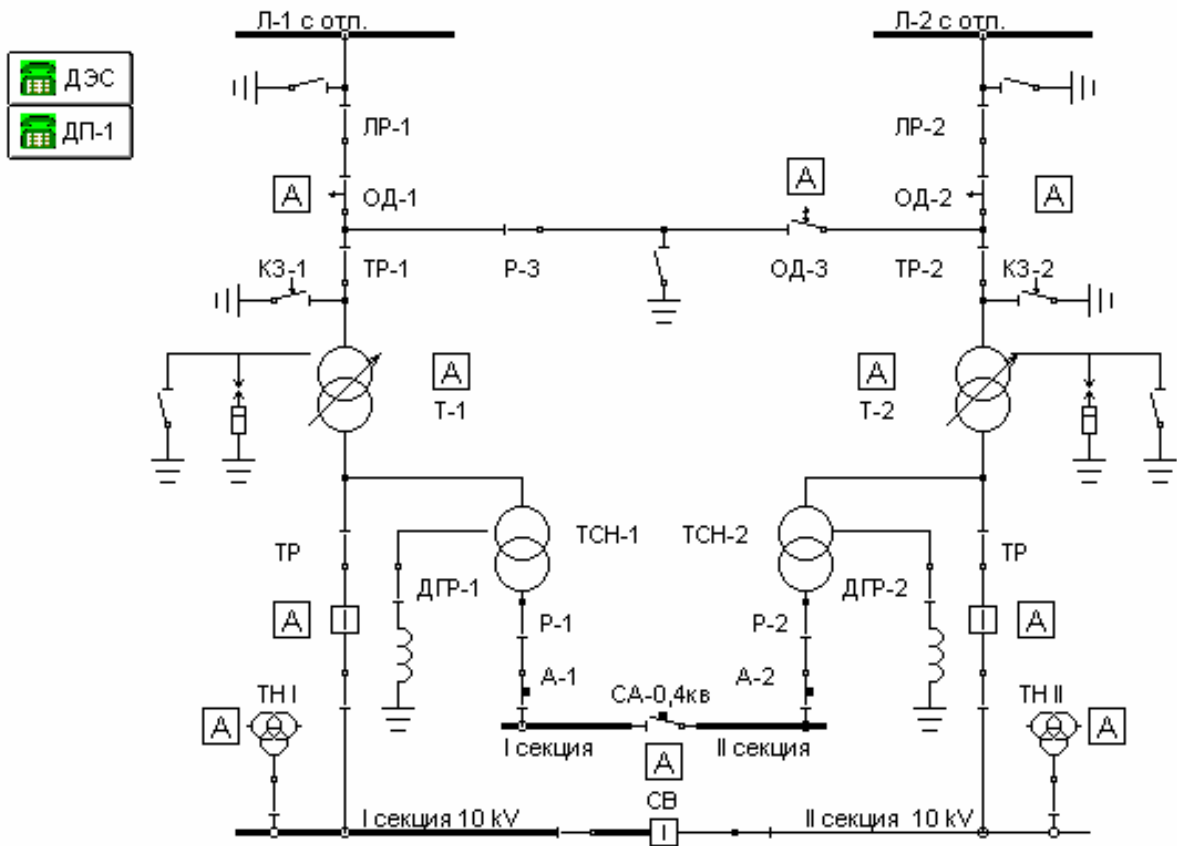 Л-1 с отп.
Л-2 с отп.
ДЭС
ДП-1
ЛР-1
ЛР-2
А
ОД-1
А
ОД-2
А
КЗ-1
ТР-1
Р-3
ОД-3
ТР-2
КЗ-2
А
Т-1
А
Т-2
ТСН-1
ТСН-2
ТР
ТР
ДГР-1
ДГР-2
А
Р-1
Р-2
А
А-1
СА-0,4кв
А-2
ТН I
ТН II
А
I секция
II секция
А
А
СВ
I секция 10 kV
II секция 10 kV